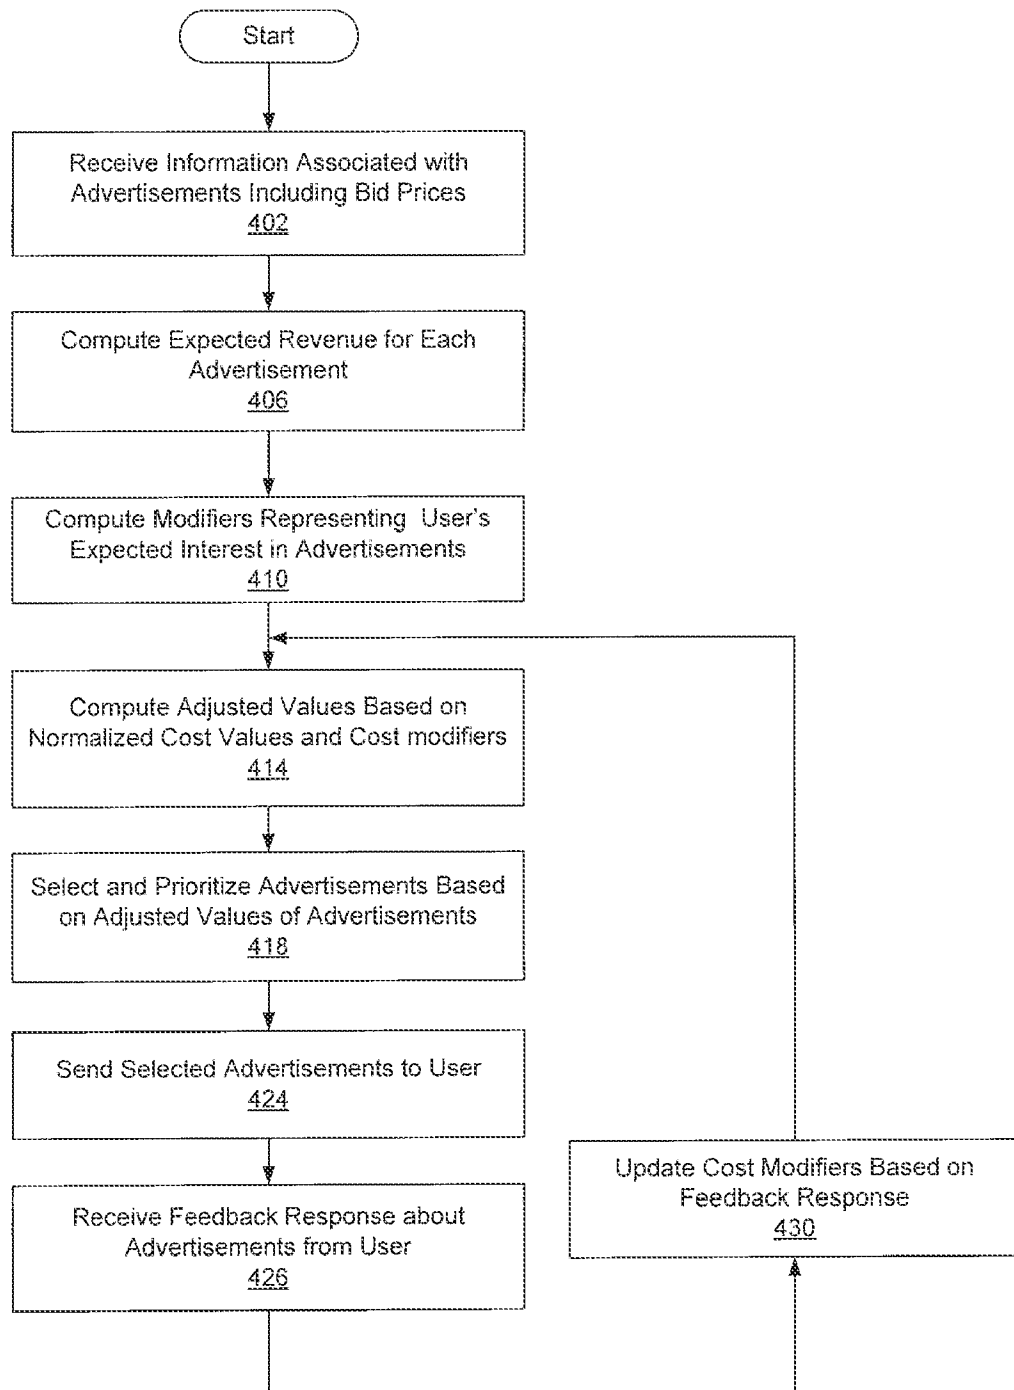 Start
Receive Information Associated with
Advertisements Including Bid Prices
402
Compute Expected Revenue for Each
Advertisement
406
Compute Modifiers Representing User's
Expected Interest in Advertisements
410
Compute Adjusted Values Based on
Normalized Cost Values and Cost modifiers
414
Select and Prioritize Advertisements Based
on Adjusted Values of Advertisements
418
Send Selected Advertisements to User
424
Receive Feedback Response about
Advertisements from User
426
Update Cost Modifiers Based on
Feedback Response
430